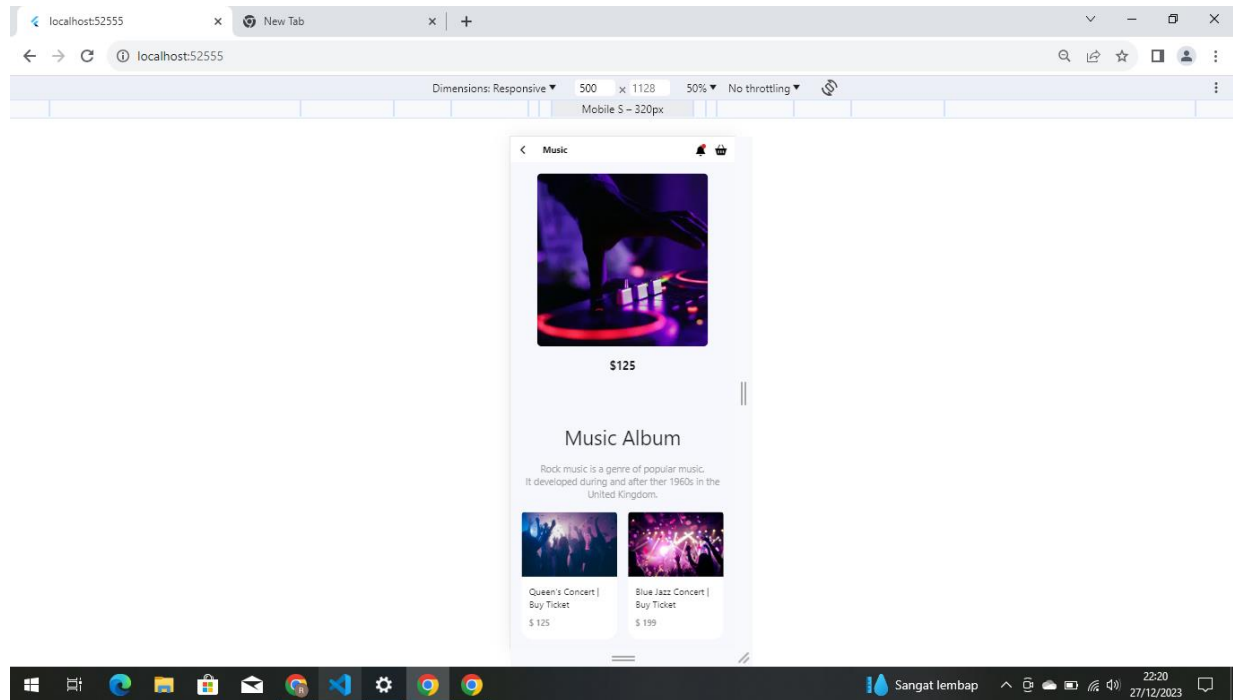 localhost:52555
New Tab
localhost:52555
Dimensions: Responsive 500 x 1128 50% No throttling
Mobile S – 320px
Music
$125
Music Album
Rock music is a genre of popular music.
It developed during and after ther 1960s in the
United Kingdom.
Queen's Concert |
Buy Ticket
$ 125
Blue Jazz Concert |
Buy Ticket
$ 199
Sangat lembap
22:20
27/12/2023